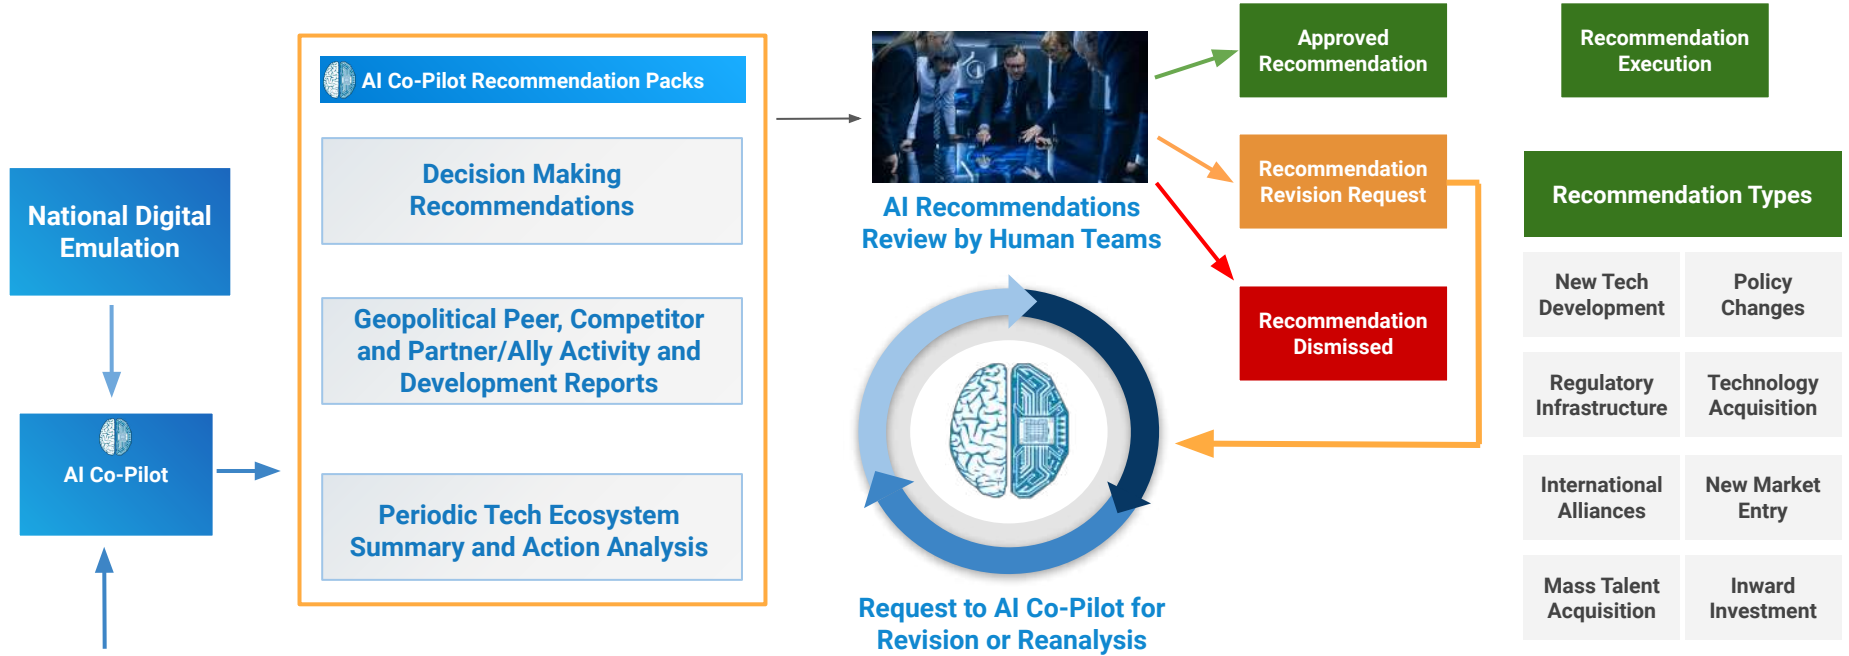 National Digital
Emulation
AI Co-Pilot
AI Co-Pilot Recommendation Packs
Decision Making
Recommendations
Geopolitical Peer, Competitor
and Partner/Ally Activity and
Development Reports
Periodic Tech Ecosystem
Summary and Action Analysis
AI Recommendations
Review by Human Teams
Request to AI Co-Pilot for
Revision or Reanalysis
Approved
Recommendation
Recommendation
Revision Request
Recommendation
Dismissed
Recommendation
Execution
Recommendation Types
New Tech
Development
Policy
Changes
Regulatory
Infrastructure
Technology
Acquisition
International
Alliances
New Market
Entry
Mass Talent
Acquisition
Inward
Investment